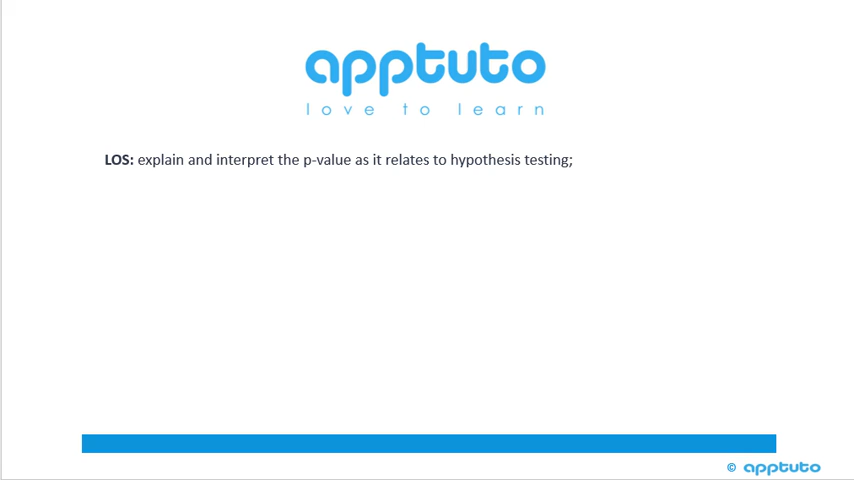 apptuto
love to learn
LOS: explain and interpret the p-value as it relates to hypothesis testing;
© apptuto